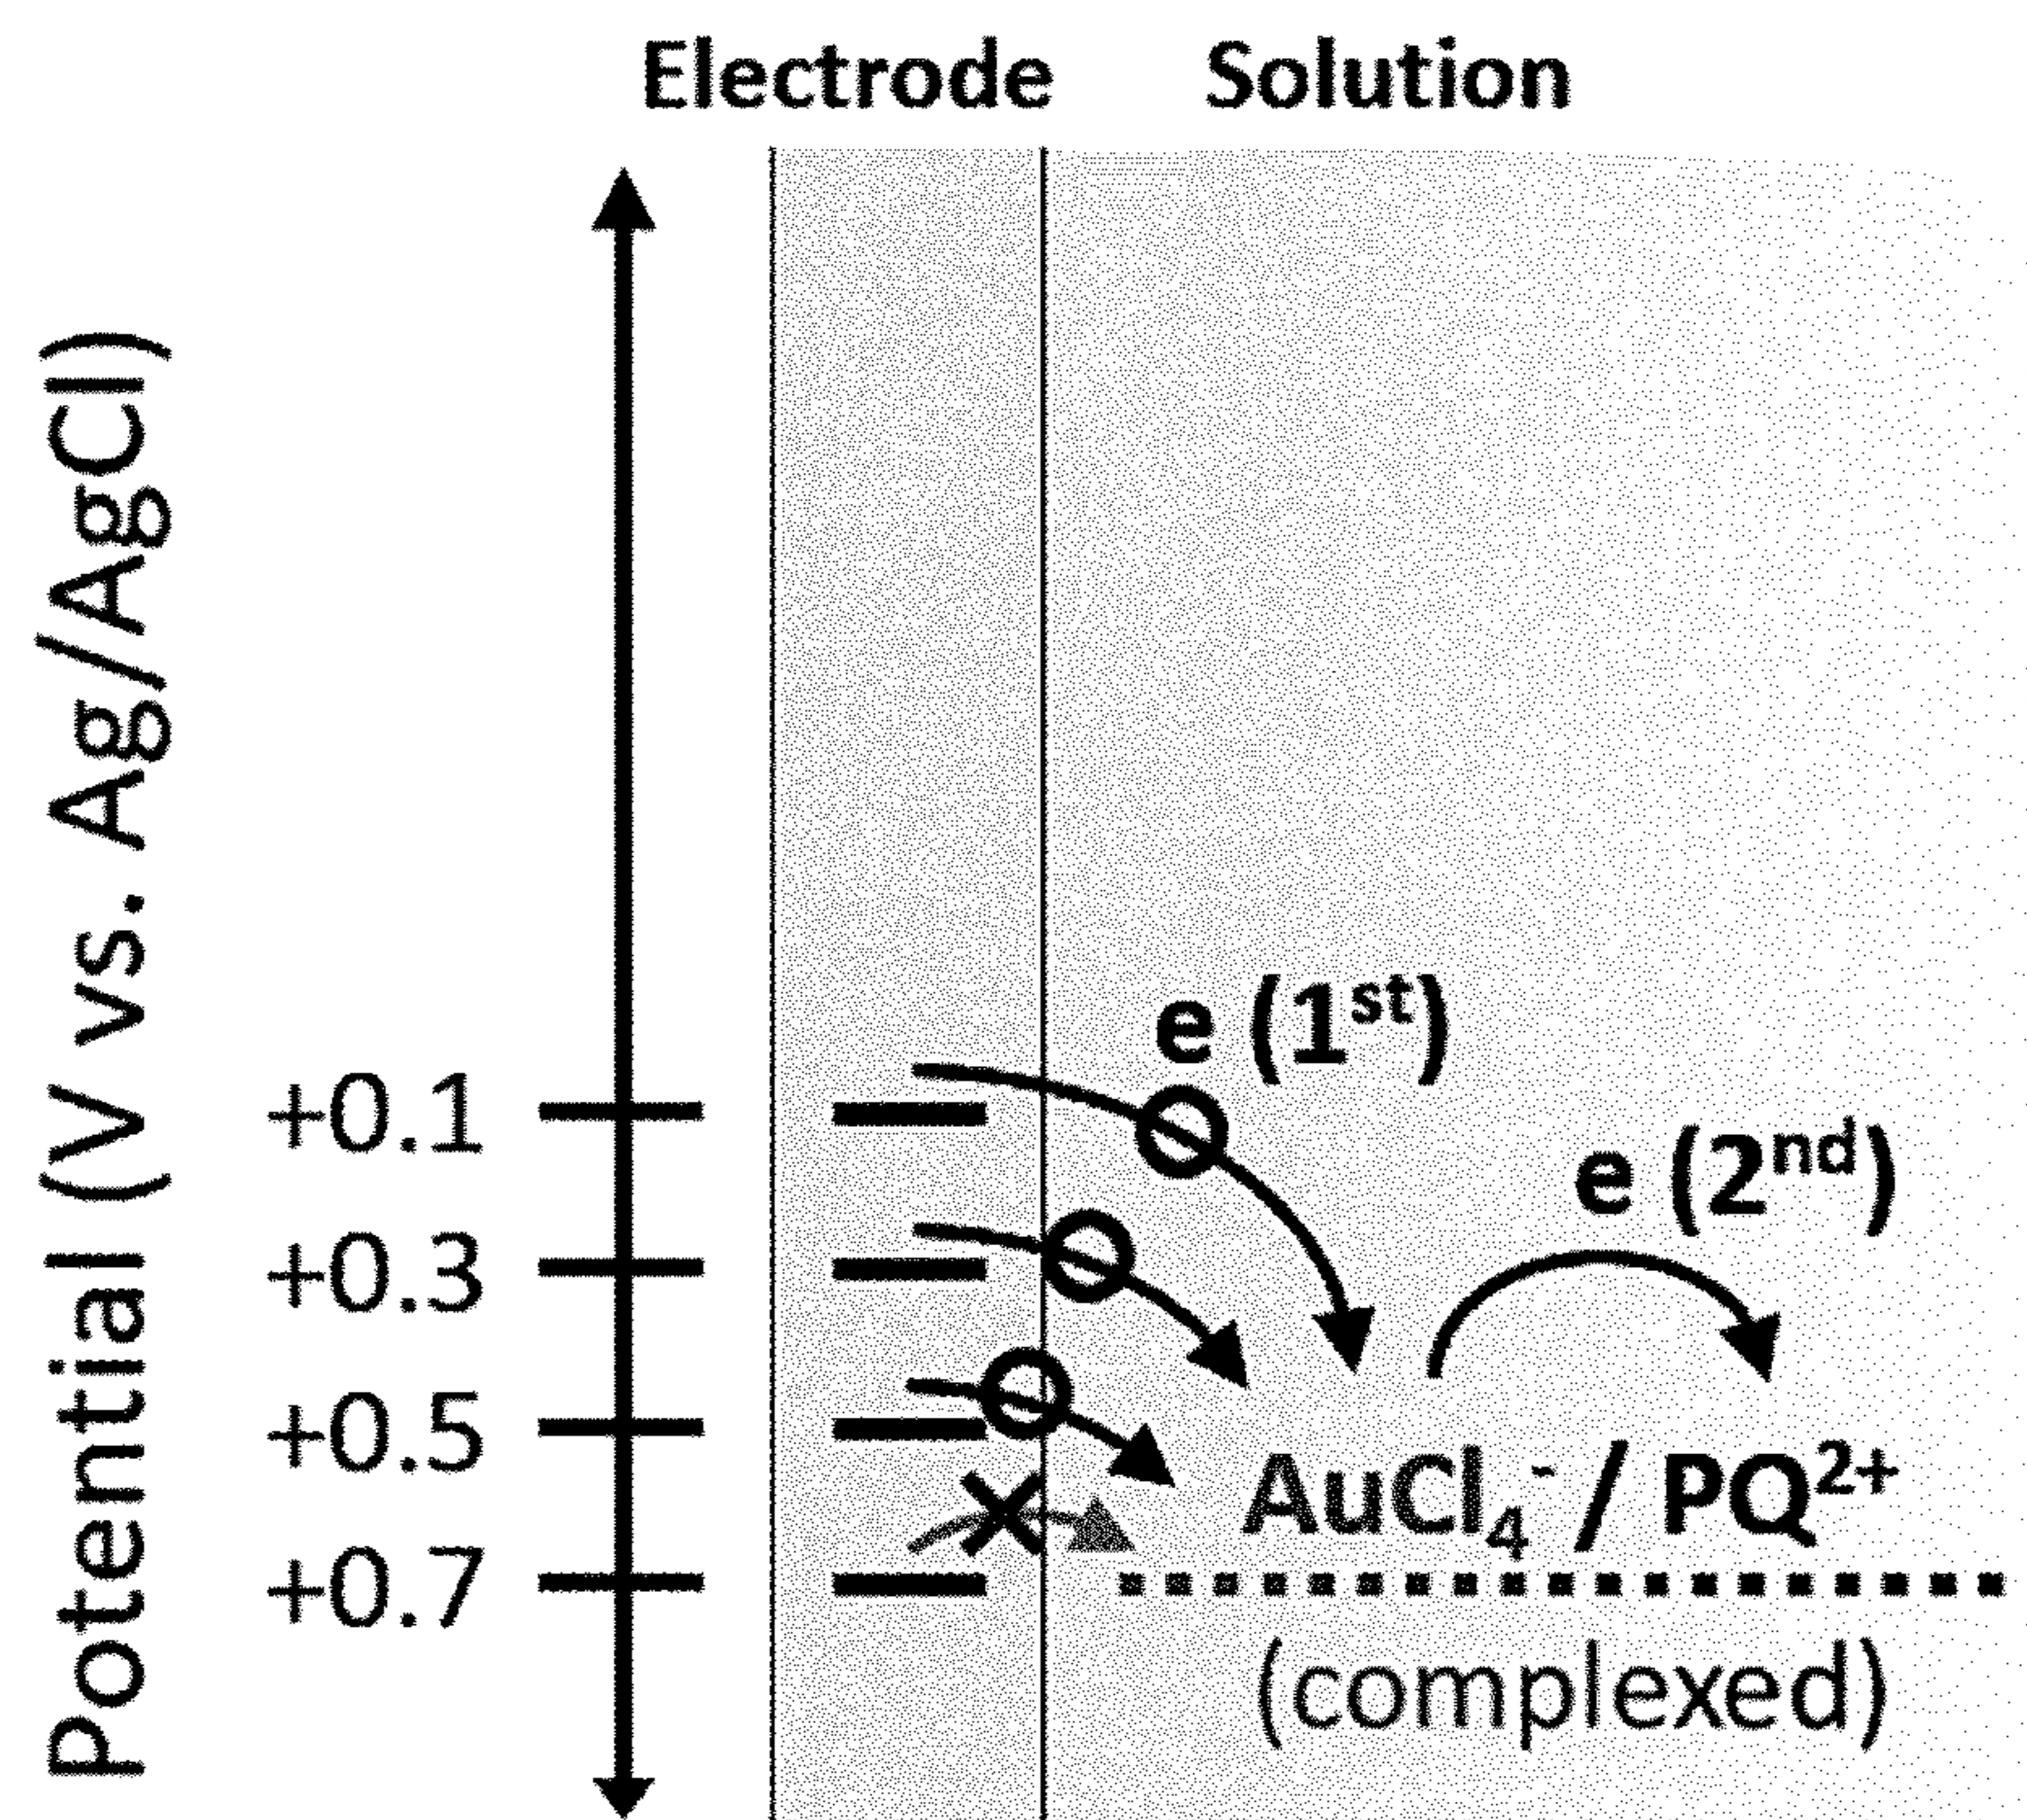 Electrode Solution
Potential (V vs. Ag/AgCl)
e (1st)
+0.1
e (2nd)
+0.3
+0.5
AuCl4- / PQ2+
+0.7
(complexed)